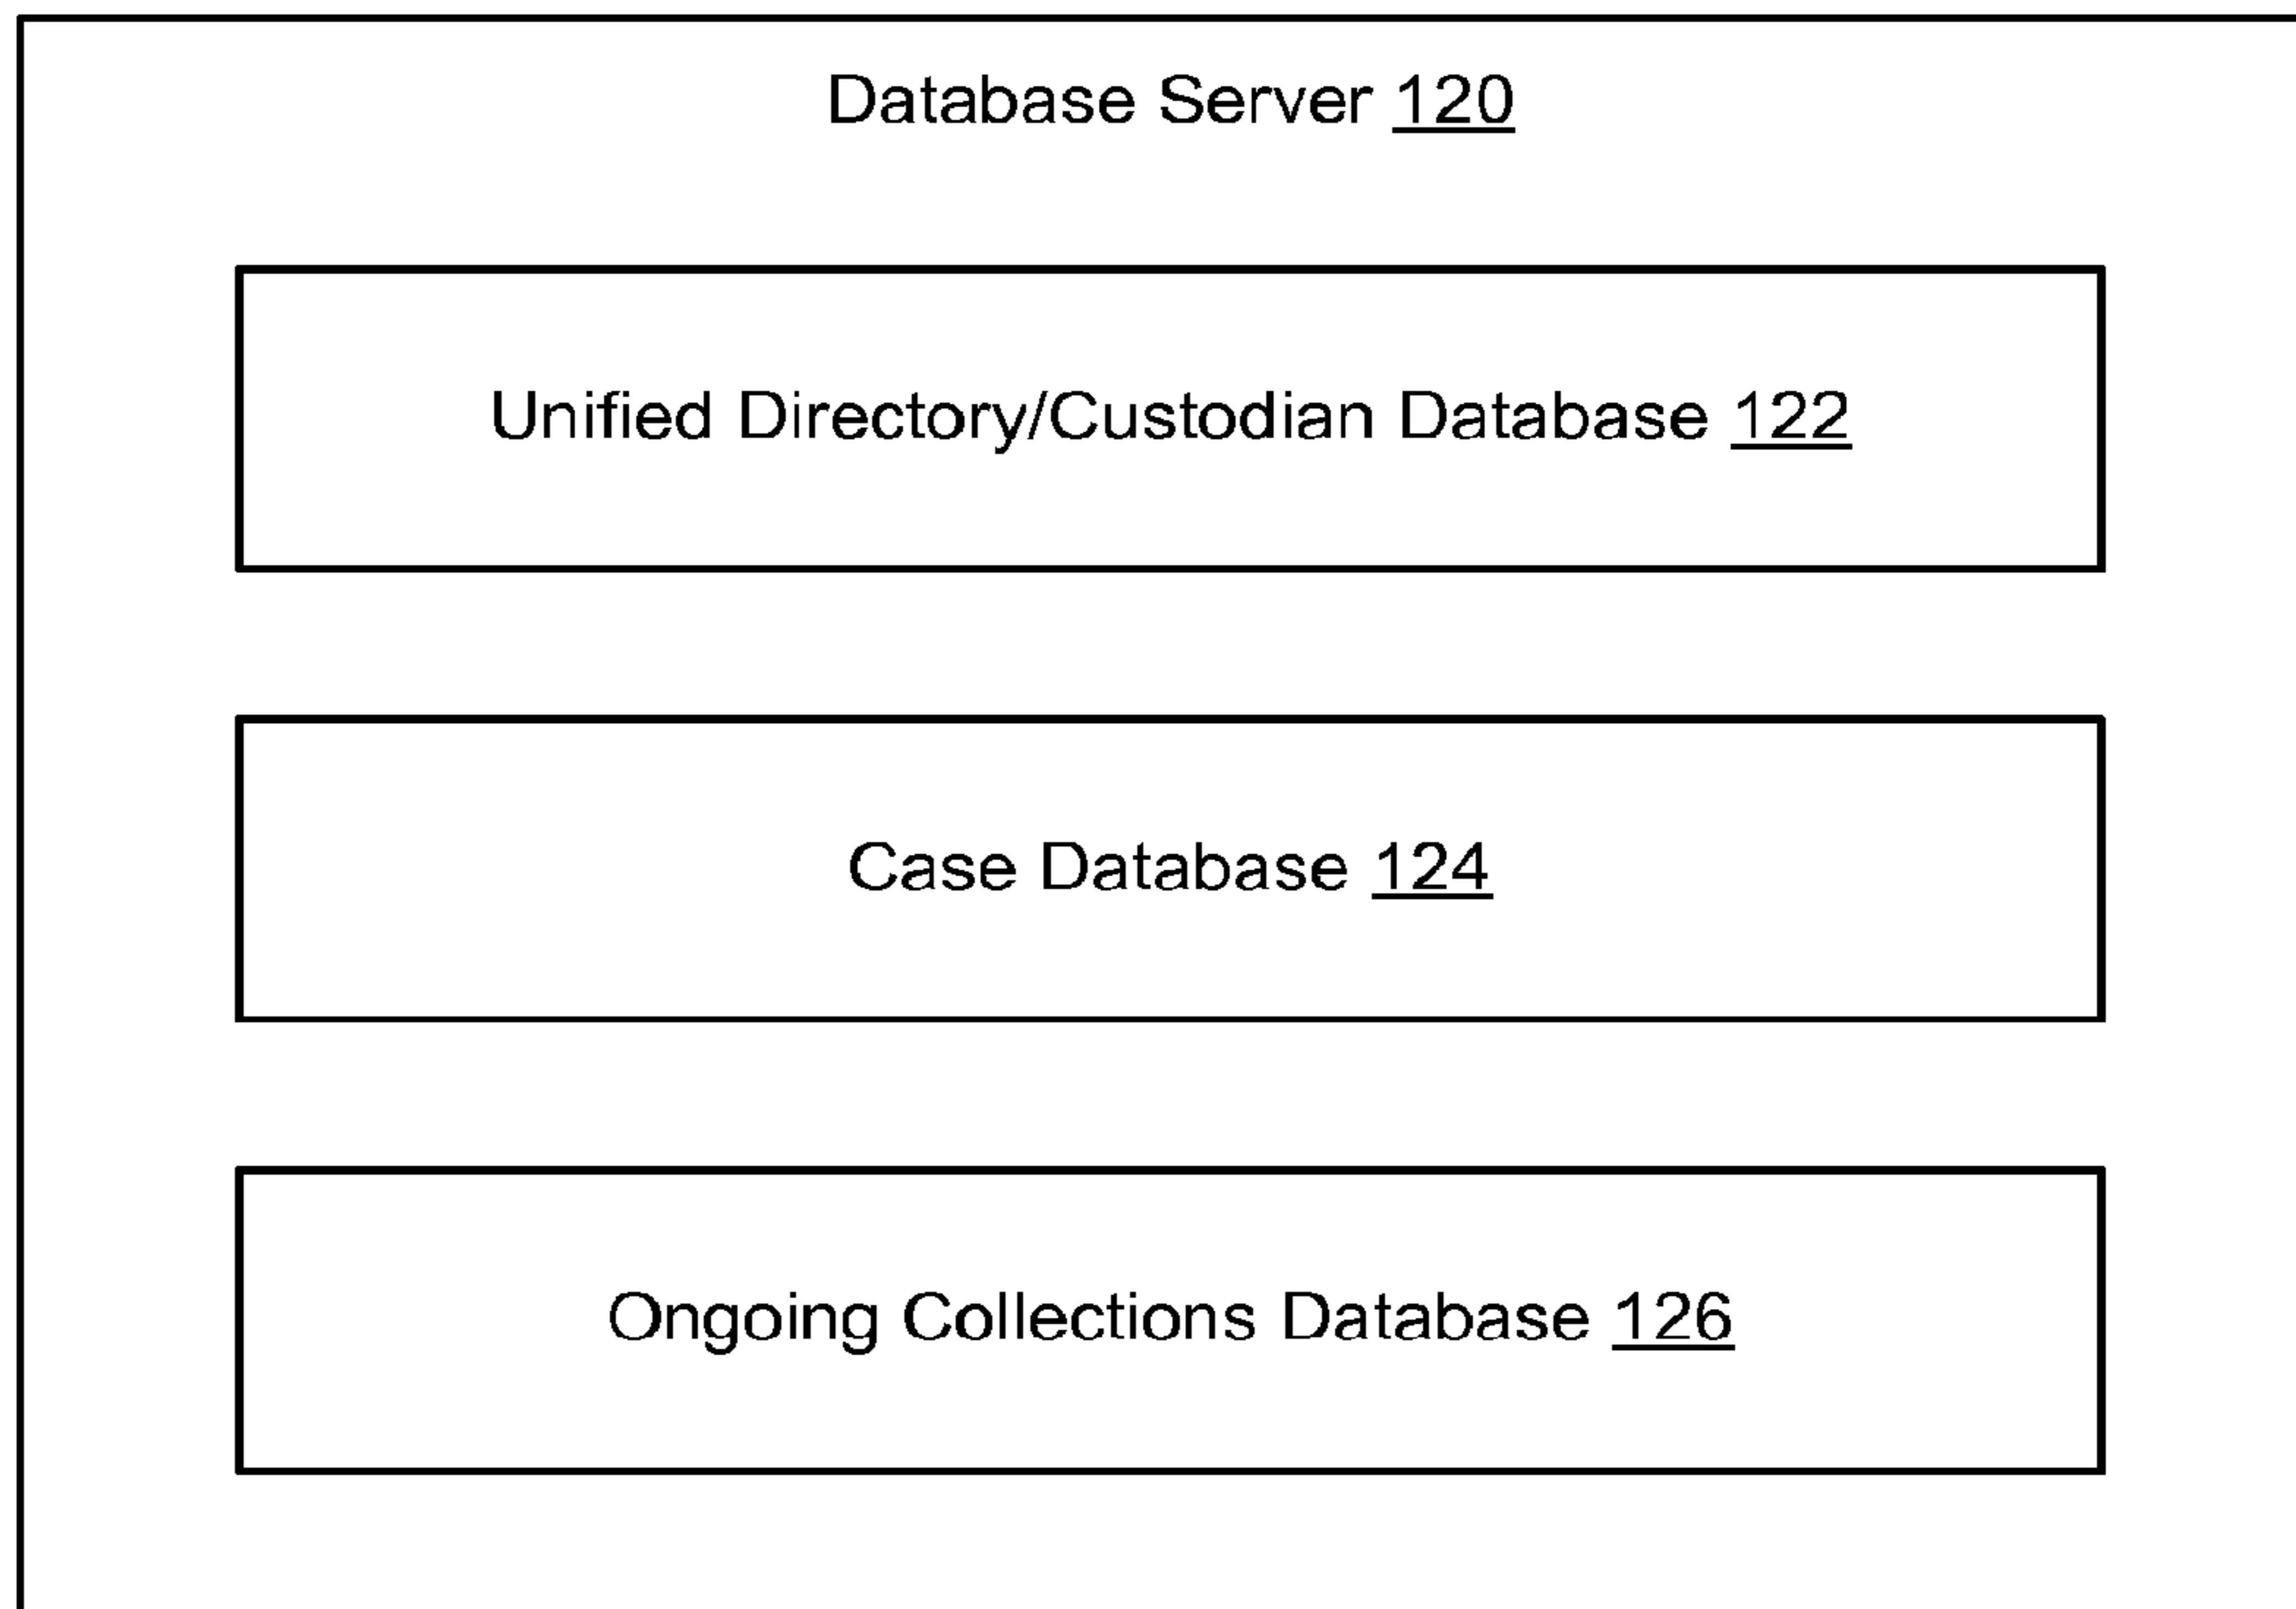 Database Server 120
Unified Directory/Custodian Database 122
Case Database 124
Ongoing Collections Database 126